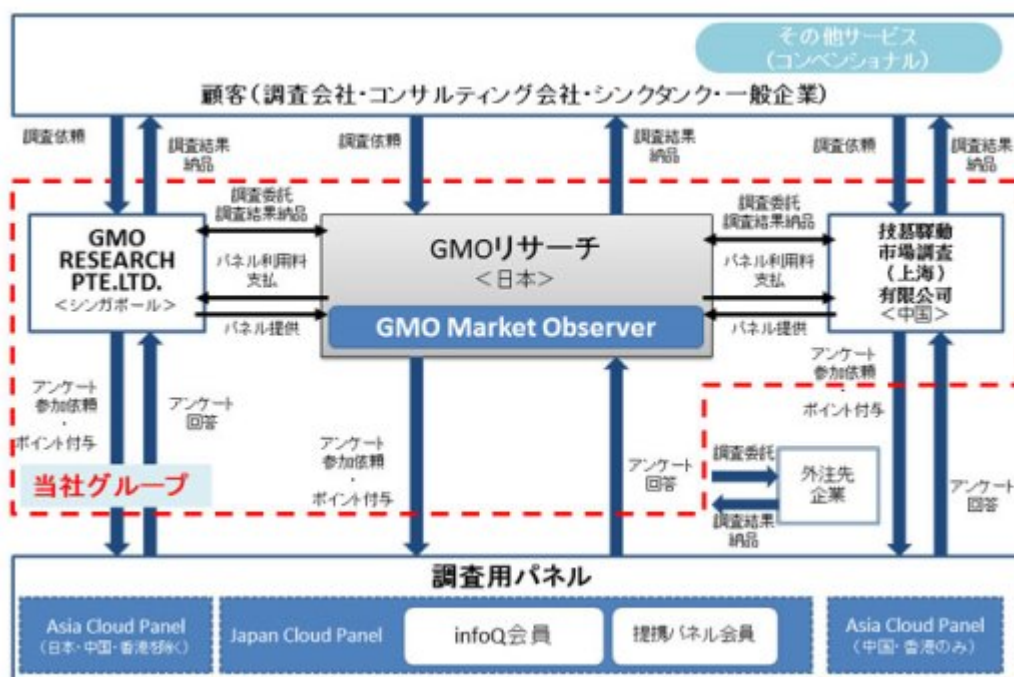 その他サービス
(コンベンショナル)
顧客(調査会社・コンサルティング会社・シンクタンク・一般企業)
調査依頼
調査結果
納品
調査依頼
調査結果
納品
調査依頼
調査結果
納品
GMO
RESEARCH
PTE.LTD.
<シンガポール>
調査委託
調査結果納品
パネル利用料
支払
パネル提供
GMOリサーチ
<日本>
GMO Market Observer
調査委託
調査結果納品
パネル利用料
支払
パネル提供
技慕驛動
市場調査
(上海)
有限公司
<中国>
アンケート
参加依頼
・
ポイント付与
アンケート
回答
当社グループ
アンケート
参加依頼
・
ポイント付与
アンケート
回答
調査委託
調査結果
納品
外注先
企業
アンケート
参加依頼
・
ポイント付与
アンケート
回答
調査用パネル
Asia Cloud Panel
(日本・中国・香港を除く)
Japan Cloud Panel
infoQ会員
提携パネル会員
Asia Cloud Panel
(中国・香港のみ)